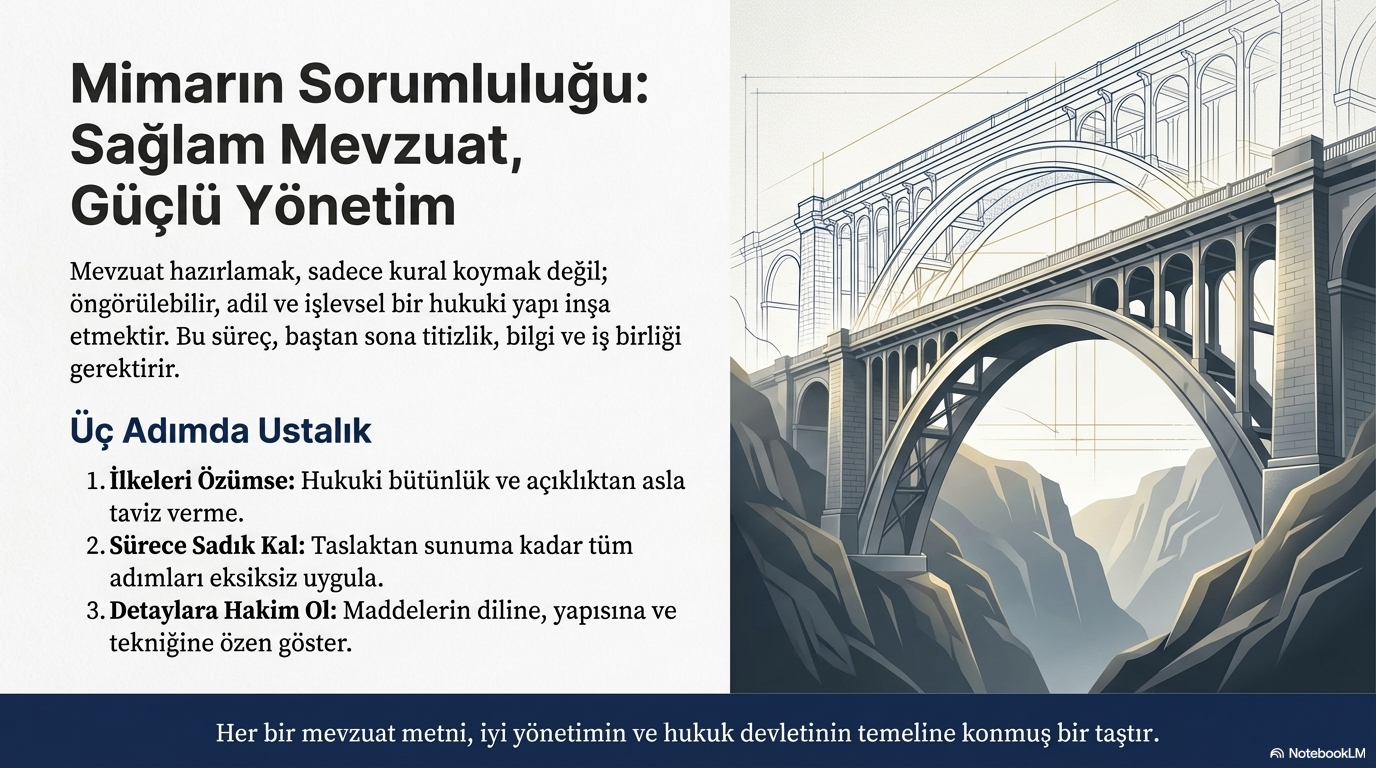 Mimarın Sorumluluğu:
Sağlam Mevzuat,
Güçlü Yönetim
Mevzuat hazırlamak, sadece kural koymak değil;
öngörülebilir, adil ve işlevsel bir hukuki yapı inşa
etmektir. Bu süreç, baştan sona titizlik, bilgi ve iş birliği
gerektirir.
Üç Adımda Ustalık
1. İlkeleri Özümse: Hukuki bütünlük ve açıklıktan asla
taviz verme.
2. Sürece Sadık Kal: Taslaktan sunuma kadar tüm
adımları eksiksiz uygula.
3. Detaylara Hakim Ol: Maddelerin diline, yapısına ve
tekniğine özen göster.
Her bir mevzuat metni, iyi yönetimin ve hukuk devletinin temeline konmuş bir taştır.
NotebookLM